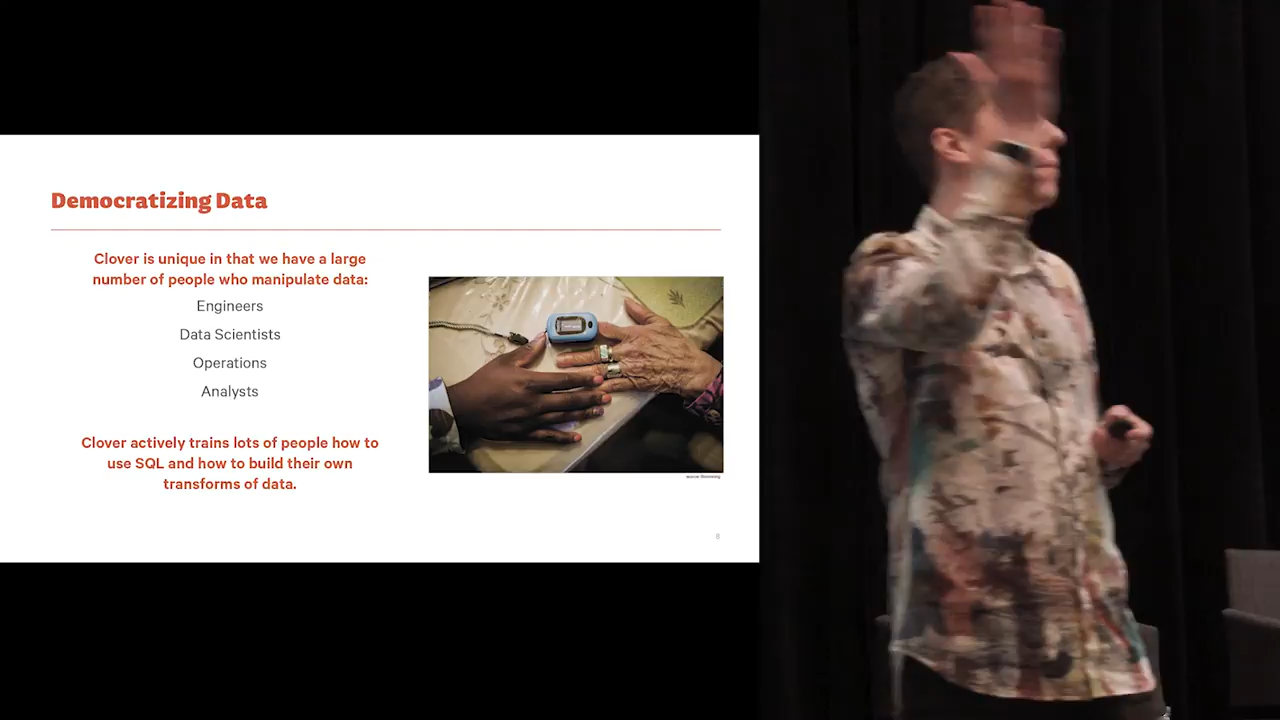 Democratizing Data
Clover is unique in that we have a large
number of people who manipulate data:
Engineers
Data Scientists
Operations
Analysts
Clover actively trains lots of people how to
use SQL and how to build their own
transforms of data.
8